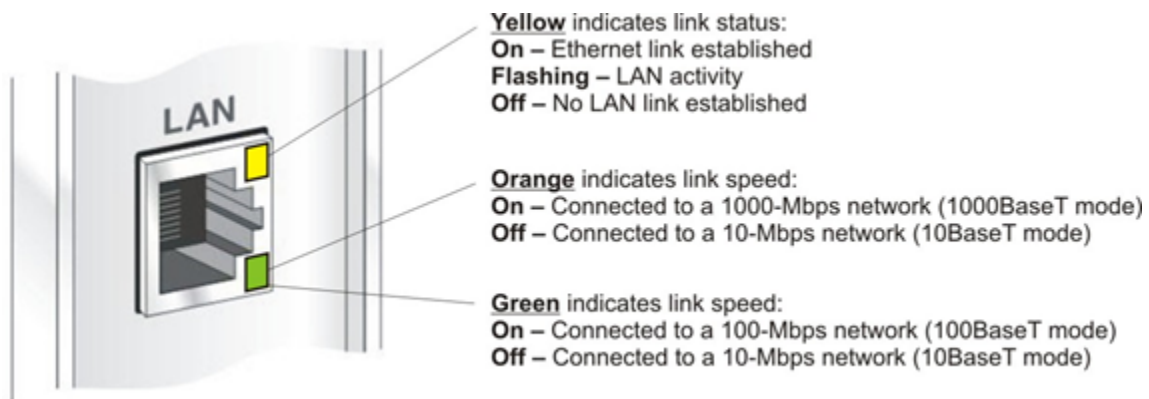 LAN
Yellow indicates link status:
On – Ethernet link established
Flashing – LAN activity
Off – No LAN link established
Orange indicates link speed:
On – Connected to a 1000-Mbps network (1000BaseT mode)
Off – Connected to a 10-Mbps network (10BaseT mode)
Green indicates link speed:
On – Connected to a 100-Mbps network (100BaseT mode)
Off – Connected to a 10-Mbps network (10BaseT mode)